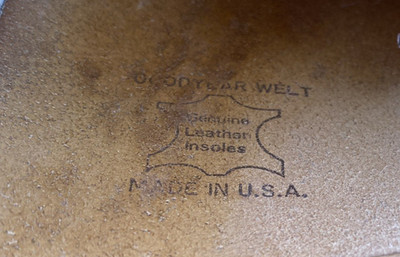 GOODYEAR WELT
Genuine
Leather
Insoles
MADE IN U.S.A.